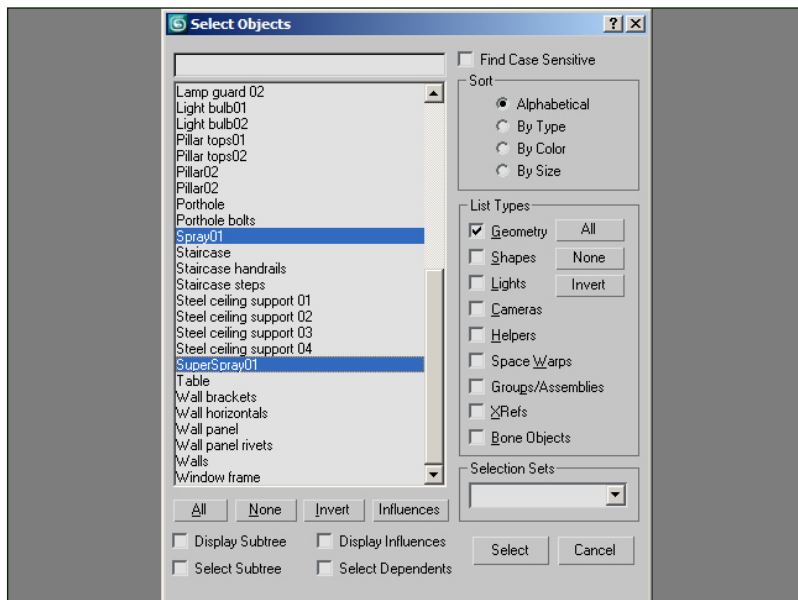 Select Objects
Find Case Sensitive
Lamp guard 02
Light bulb01
Light bulb02
Pillar tops01
Pillar tops02
Pillar02
Pillar02
Porthole
Porthole bolts
Spray01
Staircase
Staircase handrails
Staircase steps
Steel ceiling support 01
Steel ceiling support 02
Steel ceiling support 03
Steel ceiling support 04
SuperSpray01
Table
Wall brackets
Wall horizontals
Wall panel
Wall panel rivets
Walls
Window frame
All None Invert Influences
Display Subtree Display Influences
Select Subtree Select Dependents
Sort
Alphabetical
By Type
By Color
By Size
List Types
Geometry All
Shapes None
Lights Invert
Cameras
Helpers
Space Warps
Groups/Assemblies
XRefs
Bone Objects
Selection Sets
Select Cancel